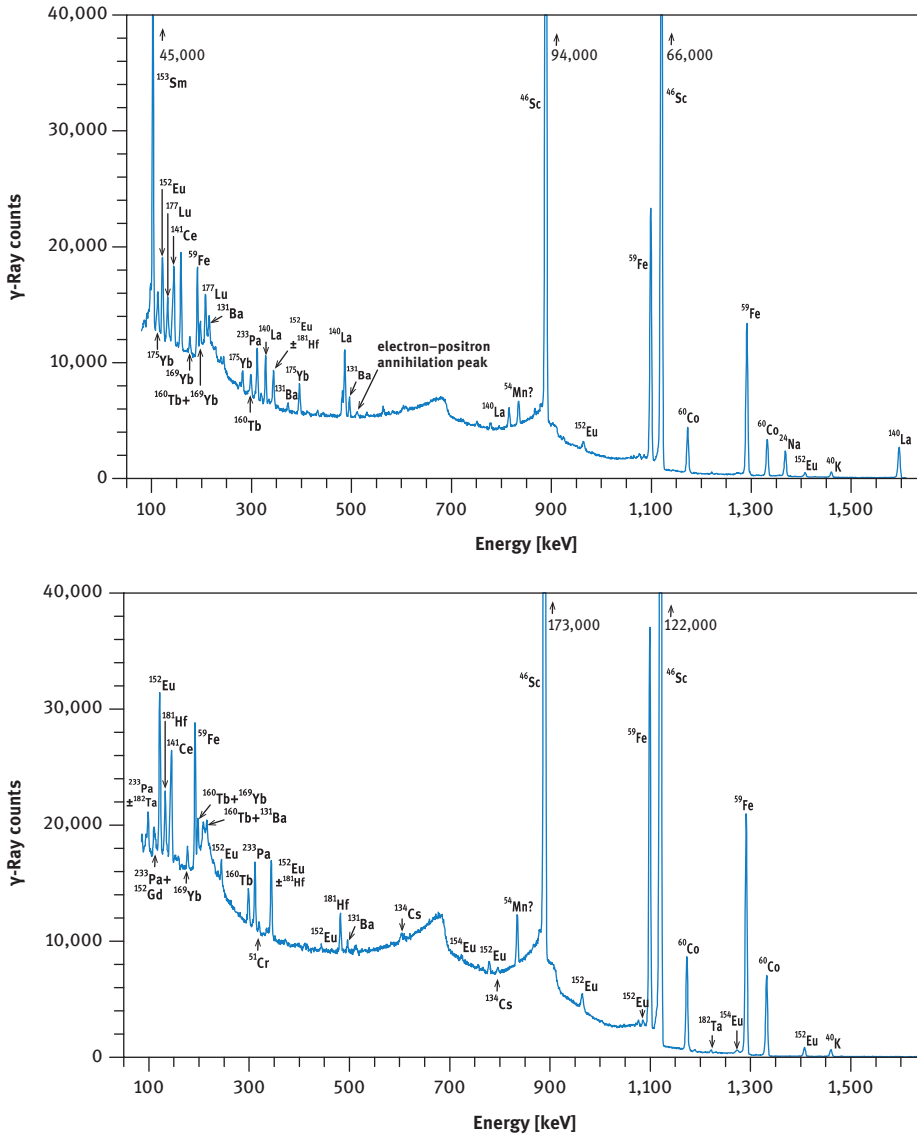 40,000
45,000
94,000
66,000
¹⁵³Sm
⁴⁶Sc
⁴⁶Sc
30,000
¹⁵²Eu
¹⁷⁷Lu
¹⁴¹Ce
20,000
⁵⁹Fe
⁵⁹Fe
¹⁷⁷Lu
¹³¹Ba
⁵⁹Fe
²³³Pa
¹⁴⁰La
¹⁵²Eu
±¹⁸¹Hf
¹⁴⁰La
electron–positron
annihilation peak
10,000
¹⁷⁵Yb
¹⁶⁹Yb
¹⁶⁰Tb+ ¹⁶⁹Yb
¹⁷⁵Yb
¹⁶⁰Tb
¹³¹Ba
¹⁷⁵Yb
¹³¹Ba
¹⁴⁰La
⁵⁴Mn?
¹⁵²Eu
⁶⁰Co
⁶⁰Co
²⁴Na
¹⁵²Eu
⁴⁰K
¹⁴⁰La
0
γ-Ray counts
100 300 500 700 900 1,100 1,300 1,500
Energy [keV]
40,000
173,000
122,000
⁴⁶Sc
⁴⁶Sc
30,000
¹⁵²Eu
¹⁸¹Hf
¹⁴¹Ce
⁵⁹Fe
⁵⁹Fe
⁵⁹Fe
²³³Pa
±¹⁸²Ta
¹⁶⁰Tb+¹⁶⁹Yb
¹⁶⁰Tb+¹³¹Ba
20,000
¹⁵²Eu
²³³Pa
¹⁵²Eu
±¹⁸¹Hf
¹⁶⁰Tb
²³³Pa+
¹⁵²Gd
¹⁶⁹Yb
¹⁸¹Hf
¹³¹Ba
¹³⁴Cs
⁵⁴Mn?
10,000
¹⁵²Eu
⁵¹Cr
¹⁵⁴Eu
¹⁵²Eu
¹³⁴Cs
¹⁵²Eu
¹⁵²Eu
⁶⁰Co
⁶⁰Co
¹⁸²Ta
¹⁵⁴Eu
¹⁵²Eu
⁴⁰K
0
γ-Ray counts
100 300 500 700 900 1,100 1,300 1,500
Energy [keV]